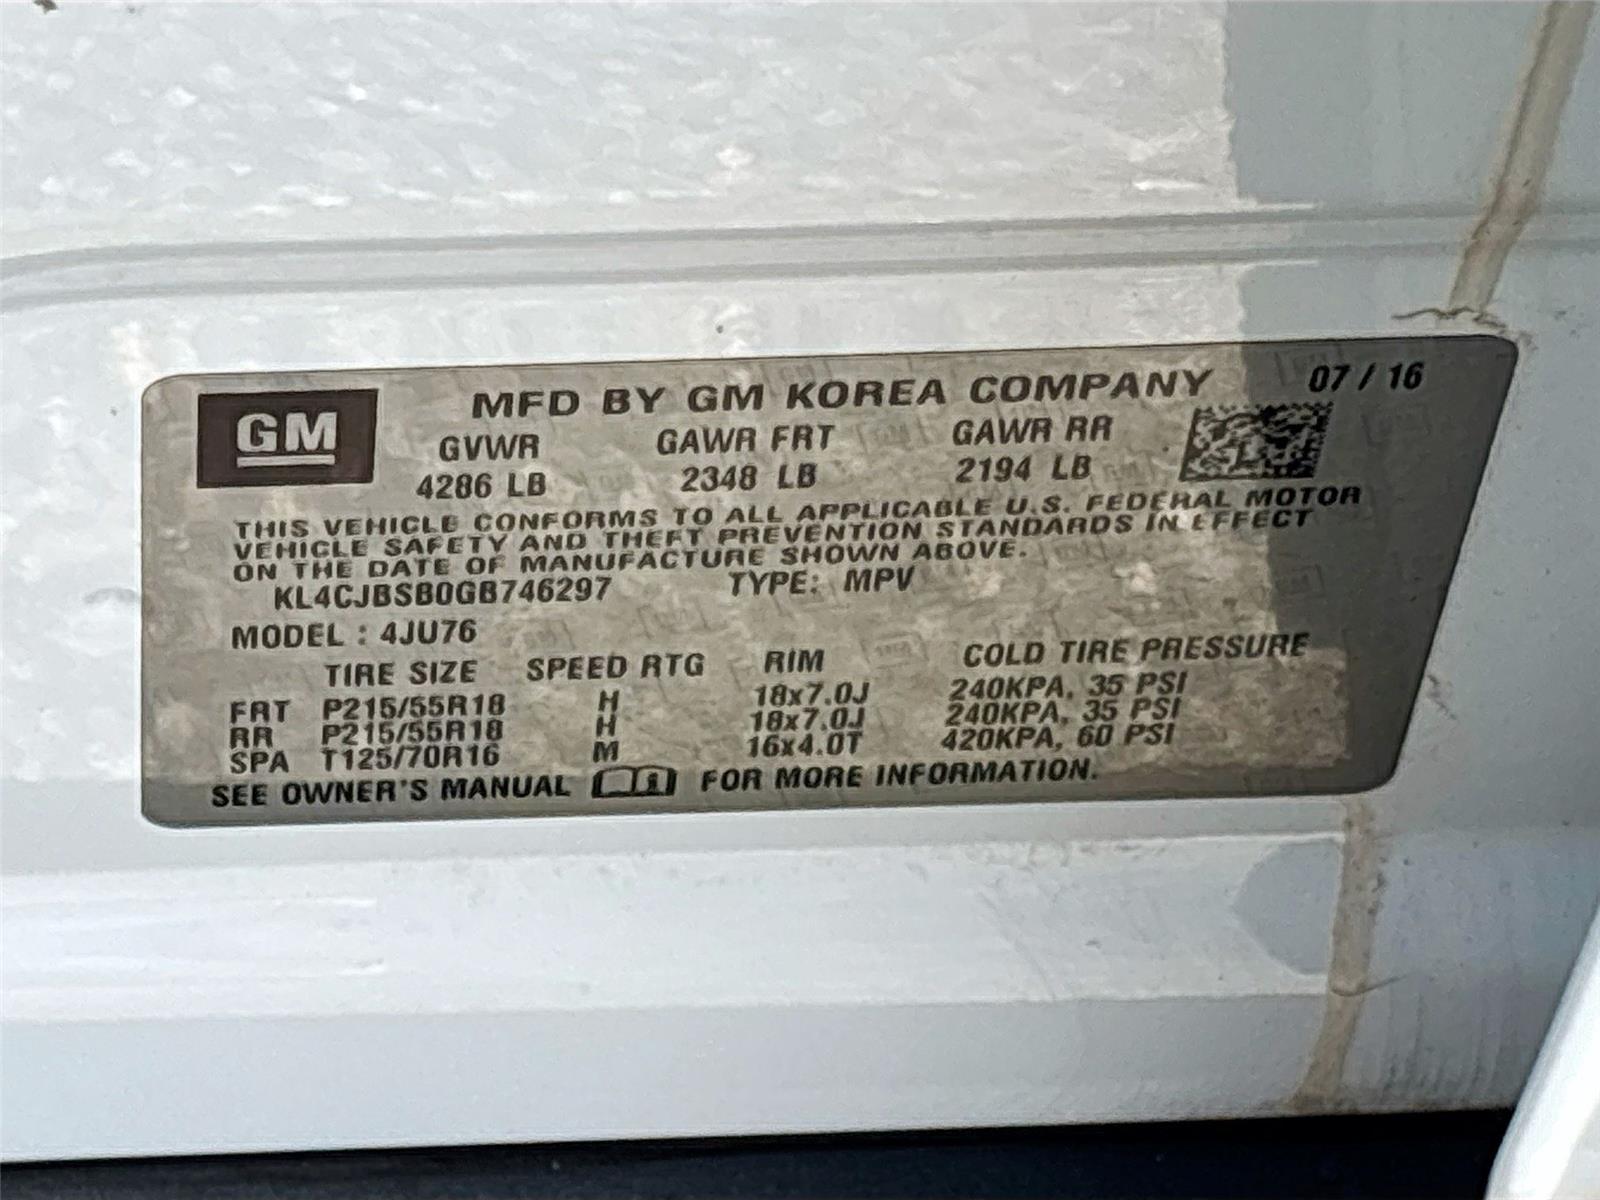 GM
MFD BY GM KOREA COMPANY 07 / 16
GVWR GAWR FRT GAWR RR
4286 LB 2348 LB 2194 LB
THIS VEHICLE CONFORMS TO ALL APPLICABLE U.S. FEDERAL MOTOR
VEHICLE SAFETY AND THEFT PREVENTION STANDARDS IN EFFECT
ON THE DATE OF MANUFACTURE SHOWN ABOVE.
KL4CJBSB0GB746297 TYPE: MPV
MODEL : 4JU76
TIRE SIZE SPEED RTG RIM COLD TIRE PRESSURE
FRT P215/55R18 H 18x7.0J 240KPA, 35 PSI
RR P215/55R18 H 18x7.0J 240KPA, 35 PSI
SPA T125/70R16 M 16x4.0T 420KPA, 60 PSI
SEE OWNER'S MANUAL FOR MORE INFORMATION.